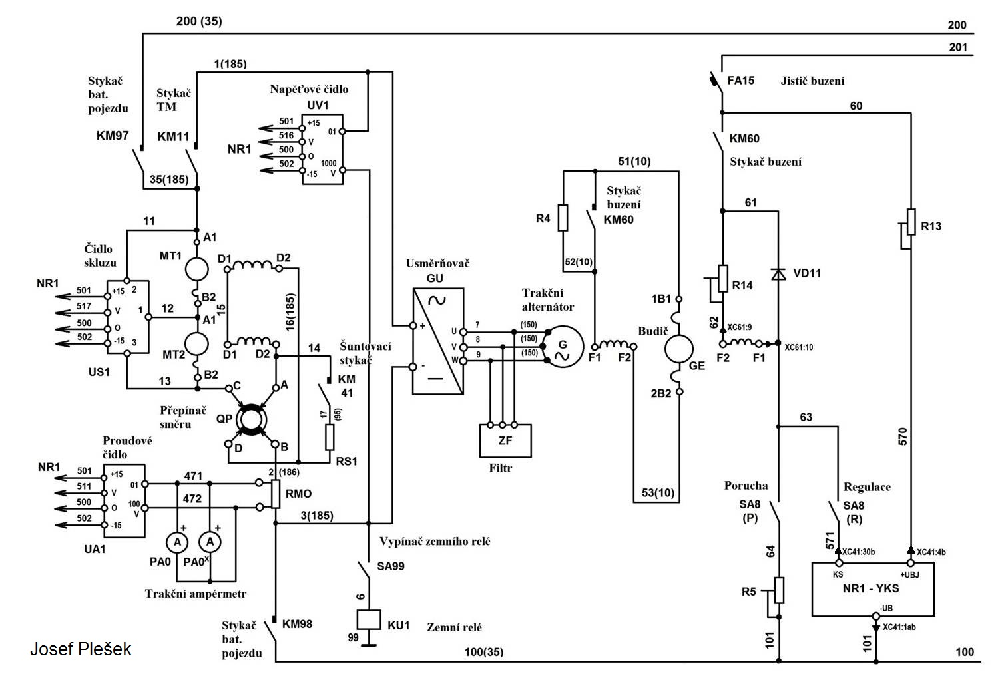 200 (35)
200
201
1(185)
Stykač
bat.
pojezdu
Stykač
TM
Napěťové čidlo
UV1
FA15
Jistič buzení
60
KM97
KM11
NR1
501
516
500
502
+15
V
O
-15
01
1000
V
KM60
Stykač buzení
35(185)
51(10)
Stykač
buzení
KM60
R4
52(10)
61
R13
11
A1
MT1
B2
Čidlo
skluzu
NR1
501
517
500
502
+15
V
O
-15
2
1
3
US1
12
A1
MT2
B2
13
D1
D2
15
16(185)
D1
D2
14
Usměrňovač
GU
+
-
U
V
W
7
8
9
(150)
(150)
(150)
Trakční
alternátor
G
F1
F2
1B1
Budič
GE
2B2
R14
VD11
62
XC61:9
F2
F1
XC61:10
Šuntovací
stykač
KM
41
17
(95)
RS1
Přepínač
směru
QP
C
A
D
B
ZF
Filtr
53(10)
63
570
Proudové
čidlo
NR1
501
511
500
502
+15
V
O
-15
01
100
V
UA1
471
472
2
(186)
RMO
3(185)
A
+
A
+
PA0
PA0x
Trakční ampérmetr
Vypínač zemního relé
SA99
6
KU1
Zemní relé
99
Porucha
SA8
(P)
Regulace
SA8
(R)
64
571
XC41:30b
XC41:4b
KS
+UBJ
NR1 - YKS
-UB
XC41:1ab
R5
101
101
Stykač
bat.
pojezdu
KM98
100(35)
100
Josef Plešek